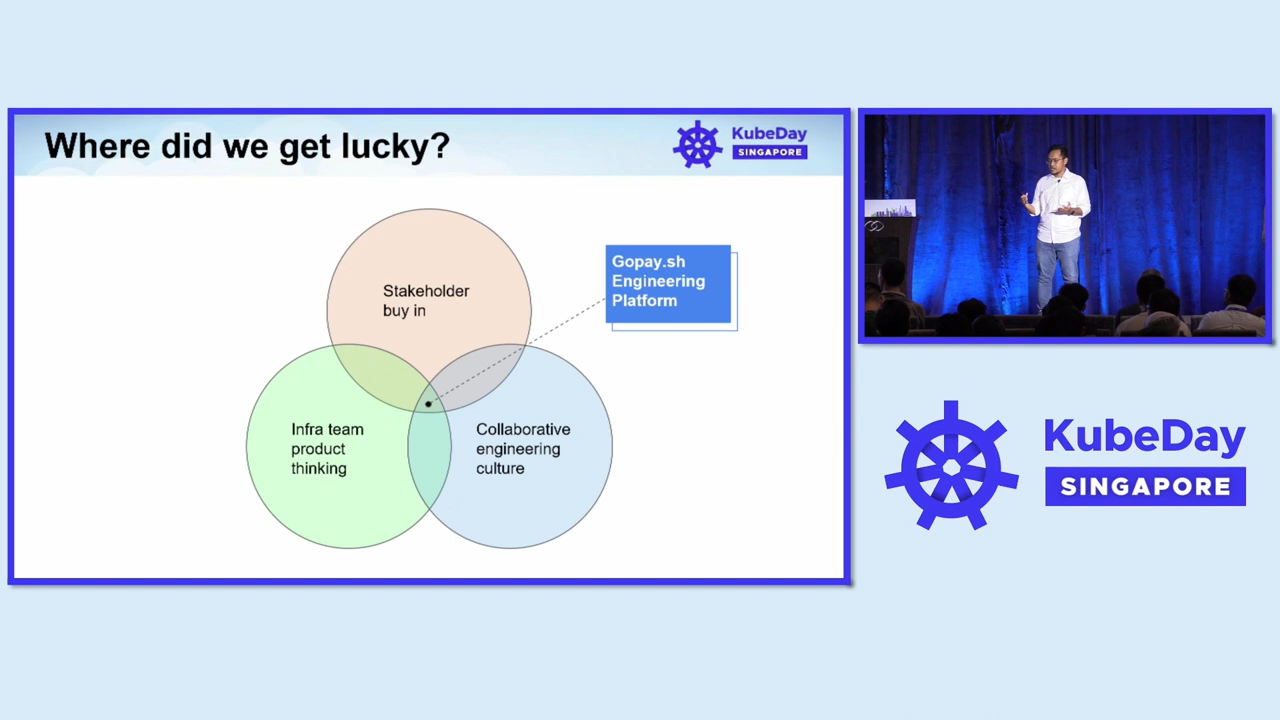 Where did we get lucky?
KubeDay
SINGAPORE
Stakeholder
buy in
Gopay.sh
Engineering
Platform
Infra team
product
thinking
Collaborative
engineering
culture
KubeDay
SINGAPORE